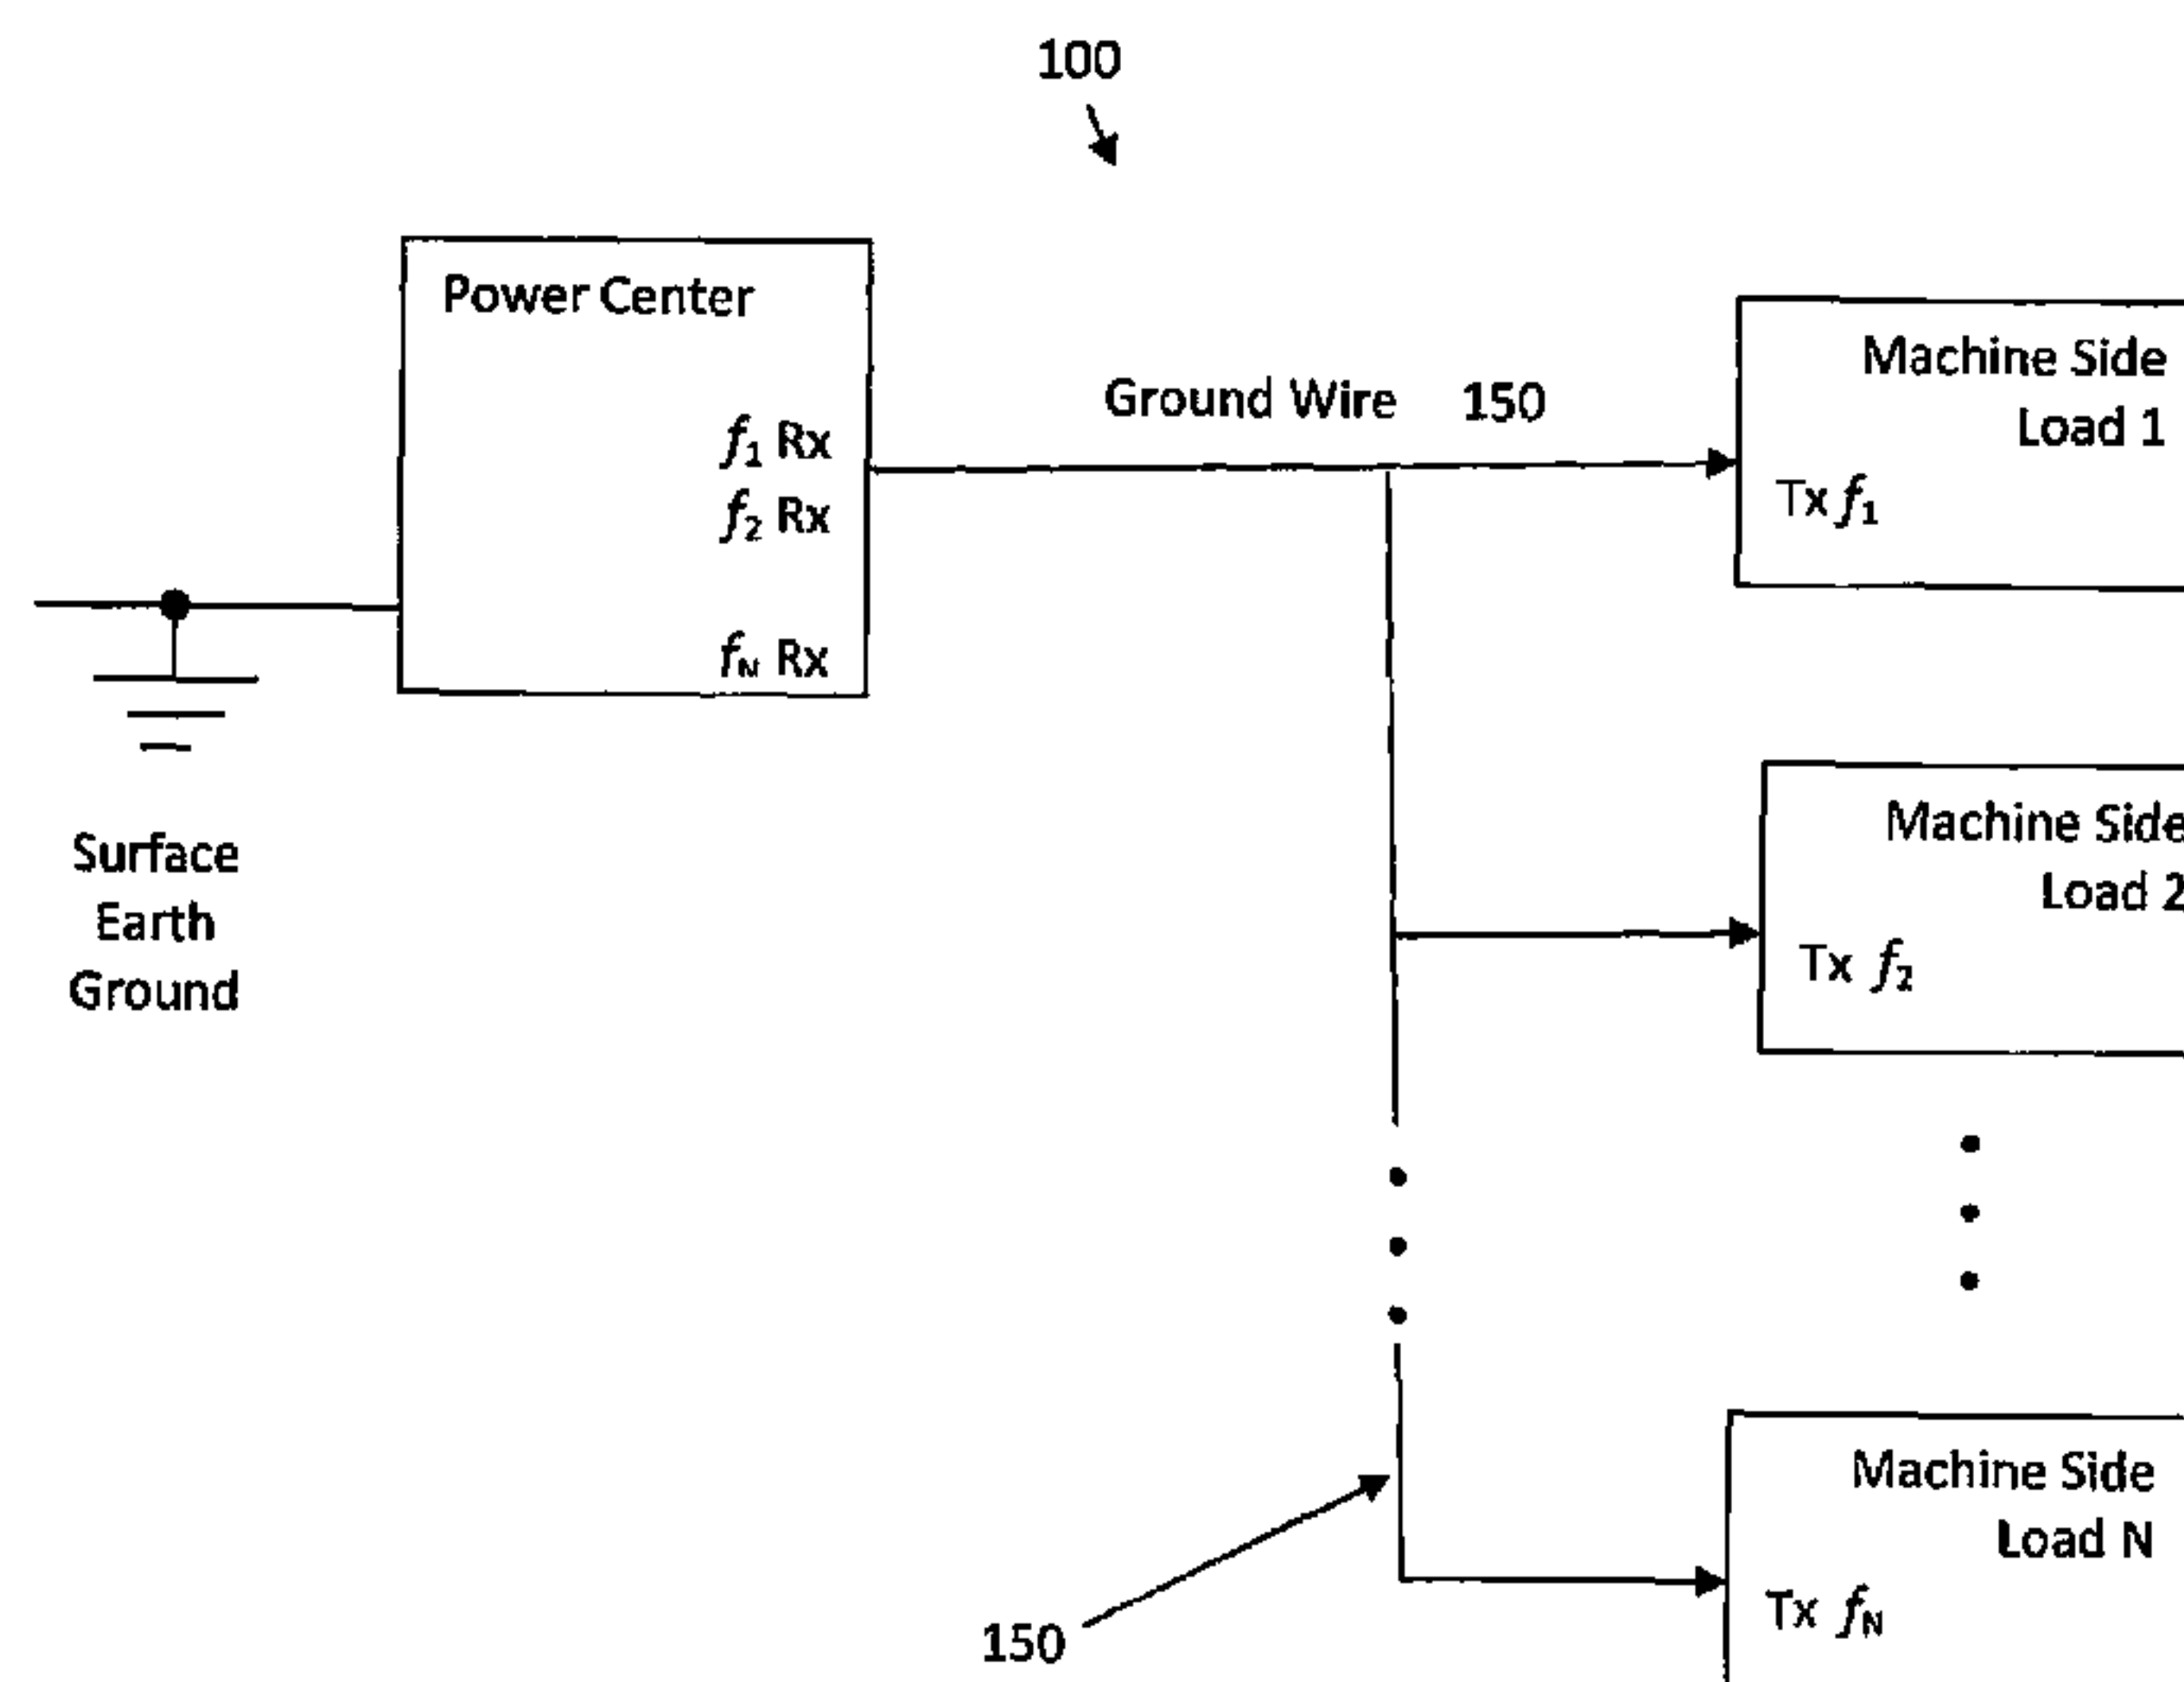 100
Power Center
f1 Rx
f2 Rx
fN Rx
Ground Wire 150
Machine Side
Load 1
Tx f1
Surface
Earth
Ground
Machine Side
Load 2
Tx f2
Machine Side
Load N
Tx fN
150